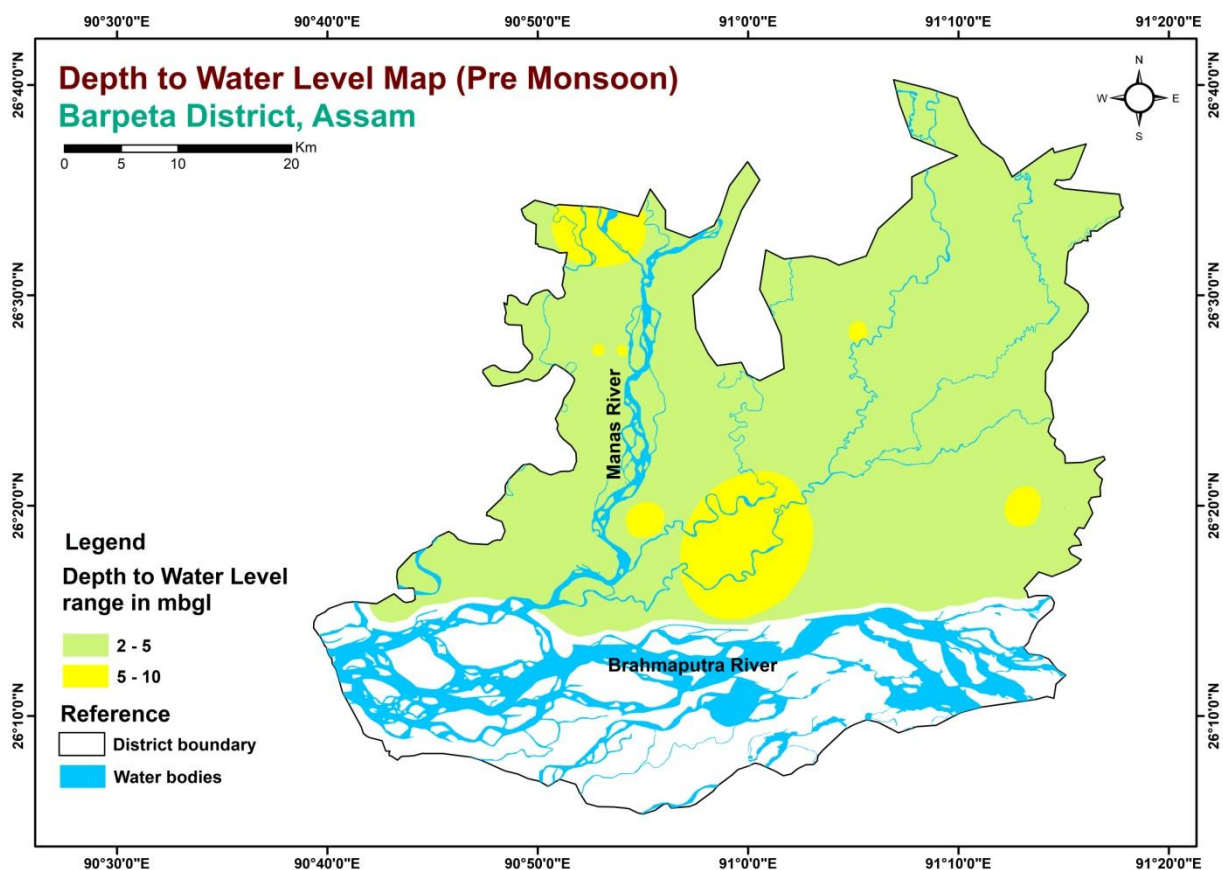 90°30'0"E 90°40'0"E 90°50'0"E 91°0'0"E 91°10'0"E 91°20'0"E
Depth to Water Level Map (Pre Monsoon)
Barpeta District, Assam
0 5 10 20 Km
N
W E
S
26°40'0"N 26°40'0"N
26°30'0"N 26°30'0"N
Manas River
26°20'0"N 26°20'0"N
Legend
Depth to Water Level
range in mbgl
2 - 5
5 - 10
Brahmaputra River
Reference
26°10'0"N 26°10'0"N
District boundary
Water bodies
90°30'0"E 90°40'0"E 90°50'0"E 91°0'0"E 91°10'0"E 91°20'0"E